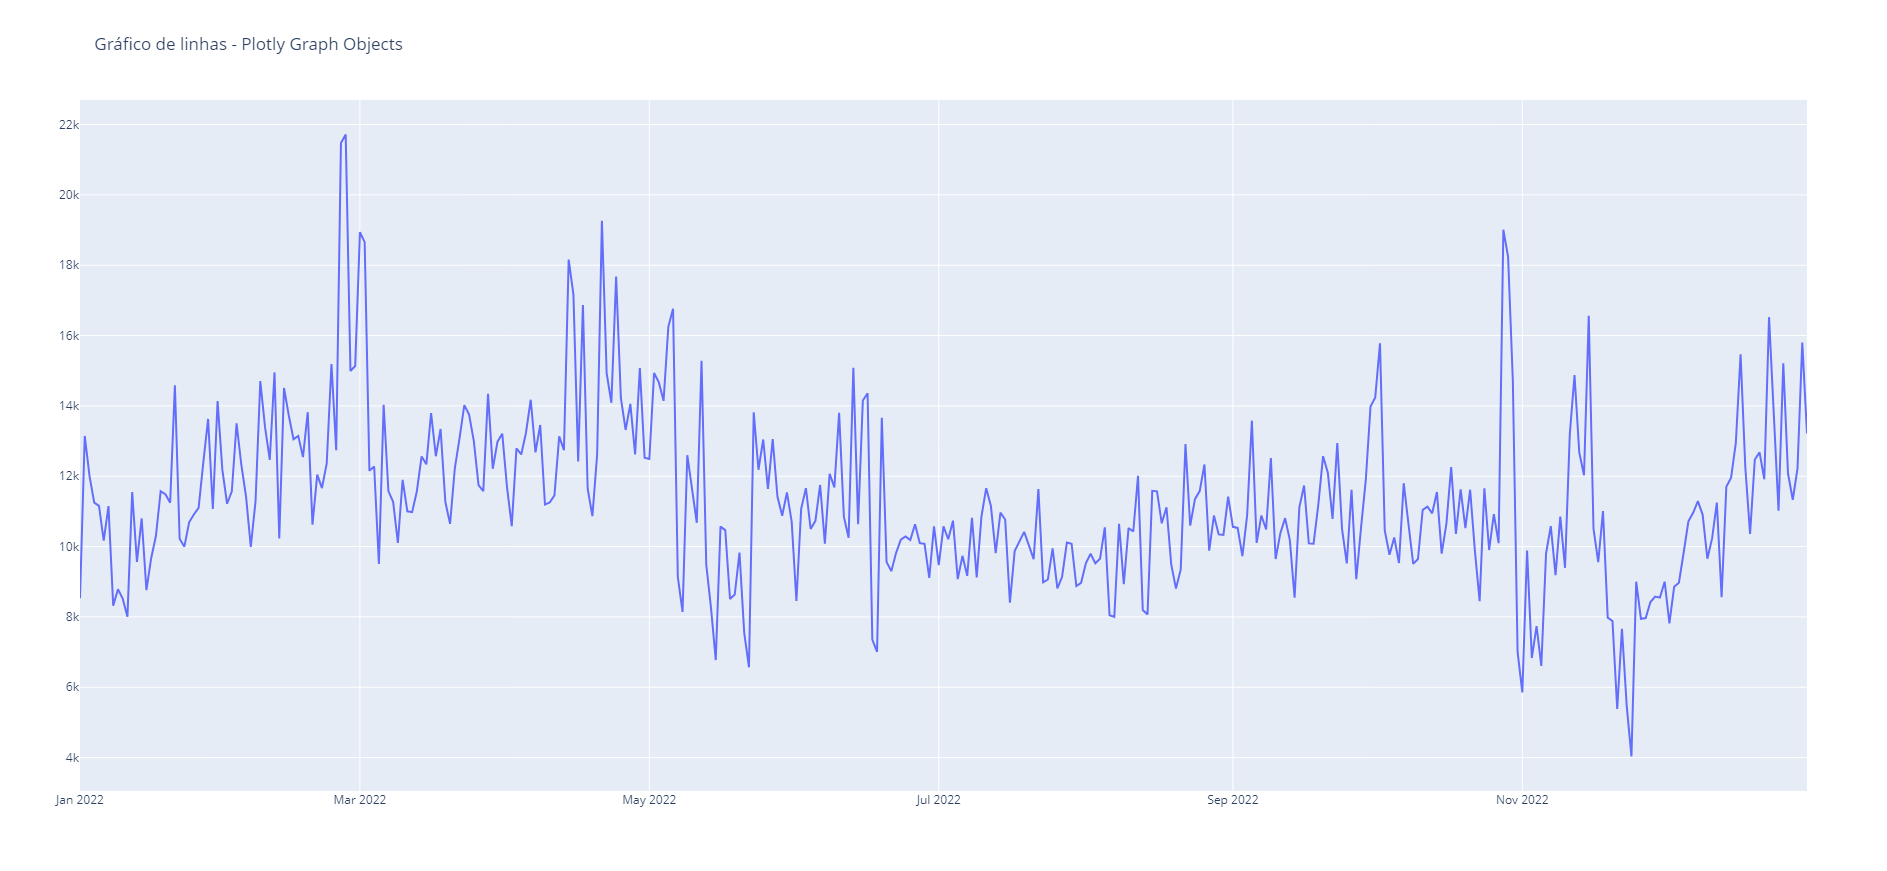 Gráfico de linhas - Plotly Graph Objects
22k
20k
18k
16k
14k
12k
10k
8k
6k
4k
Jan 2022
Mar 2022
May 2022
Jul 2022
Sep 2022
Nov 2022